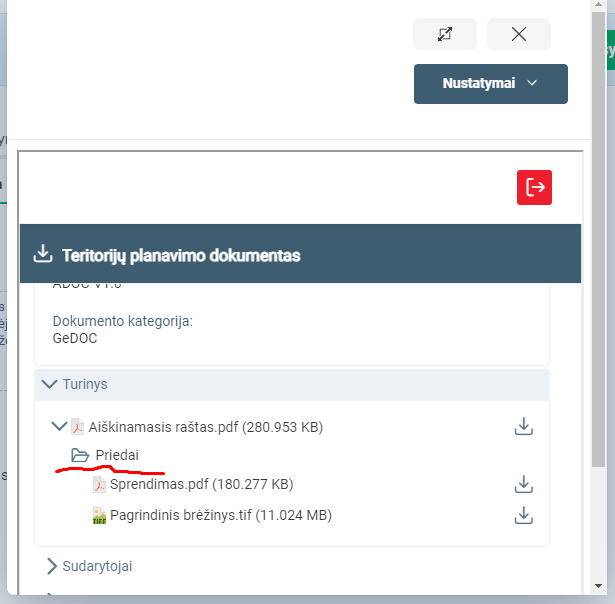 Nustatymai
Teritorijų planavimo dokumentas
ADOC V1.0
Dokumento kategorija:
GeDOC
Turinys
Aiškinamasis raštas.pdf (280.953 KB)
Priedai
Sprendimas.pdf (180.277 KB)
TIFF
Pagrindinis brėžinys.tif (11.024 MB)
Sudarytojai